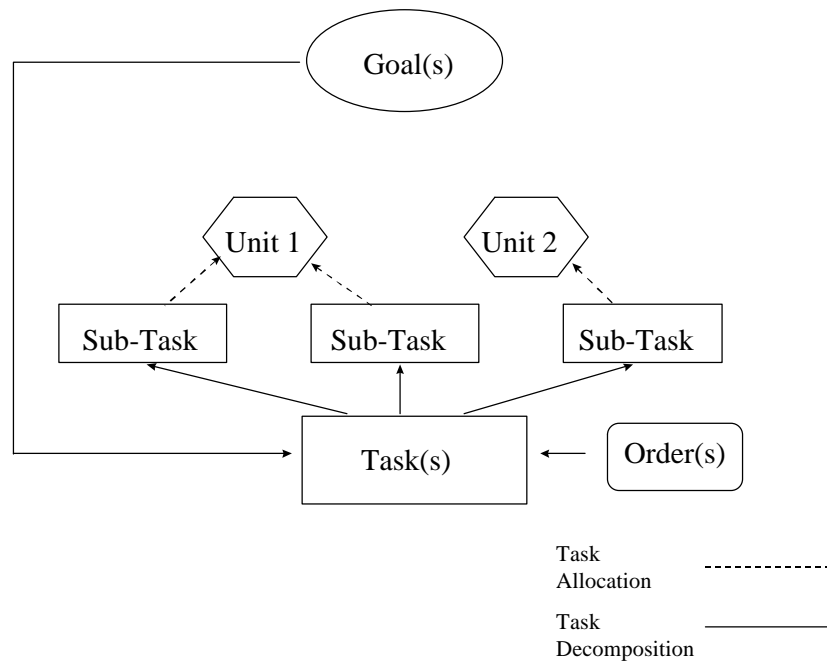 Goal(s)
Unit 1
Unit 2
Sub-Task
Sub-Task
Sub-Task
Task(s)
Order(s)
Task
Allocation
Task
Decomposition